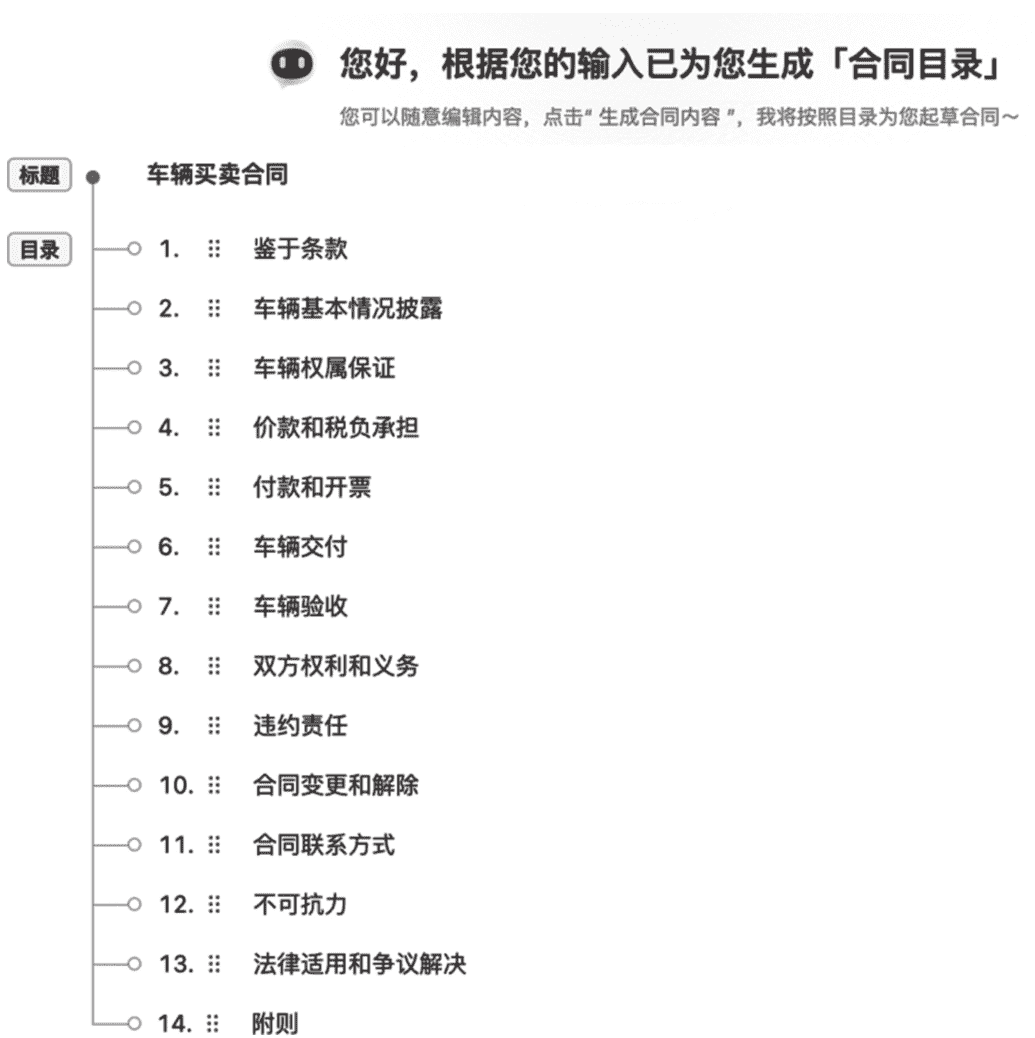 您好，根据您的输入已为您生成「合同目录」
您可以随意编辑内容，点击“生成合同内容”，我将按照目录为您起草合同～
标题 车辆买卖合同
目录 1. 鉴于条款
2. 车辆基本情况披露
3. 车辆权属保证
4. 价款和税负承担
5. 付款和开票
6. 车辆交付
7. 车辆验收
8. 双方权利和义务
9. 违约责任
10. 合同变更和解除
11. 合同联系方式
12. 不可抗力
13. 法律适用和争议解决
14. 附则